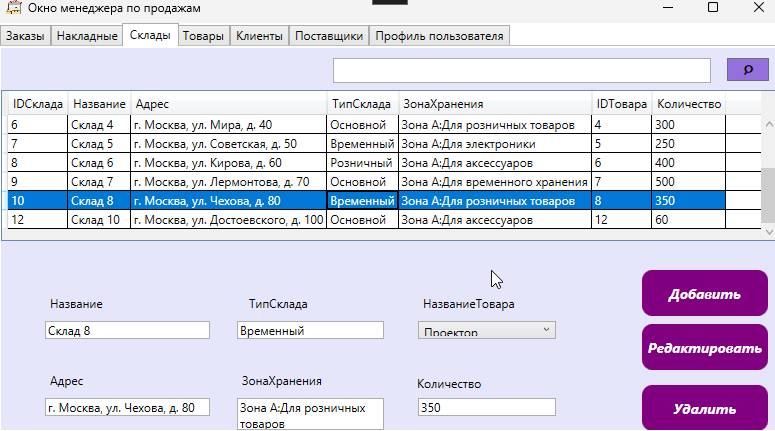 Окно менеджера по продажам
Заказы Накладные Склады Товары Клиенты Поставщики Профиль пользователя
IDСклада Название Адрес ТипСклада ЗонаХранения IDТовара Количество
6 Склад 4 г. Москва, ул. Мира, д. 40 Основной Зона А:Для розничных товаров 4 300
7 Склад 5 г. Москва, ул. Советская, д. 50 Временный Зона А:Для электроники 5 250
8 Склад 6 г. Москва, ул. Кирова, д. 60 Розничный Зона А:Для аксессуаров 6 400
9 Склад 7 г. Москва, ул. Лермонтова, д. 70 Основной Зона А:Для временного хранения 7 500
10 Склад 8 г. Москва, ул. Чехова, д. 80 Временный Зона А:Для розничных товаров 8 350
12 Склад 10 г. Москва, ул. Достоевского, д. 100 Основной Зона А:Для аксессуаров 12 60
Название ТипСклада НазваниеТовара Добавить
Склад 8 Временный Проектор
Редактировать
Адрес ЗонаХранения Количество
г. Москва, ул. Чехова, д. 80 Зона А:Для розничных 350 Удалить
товаров